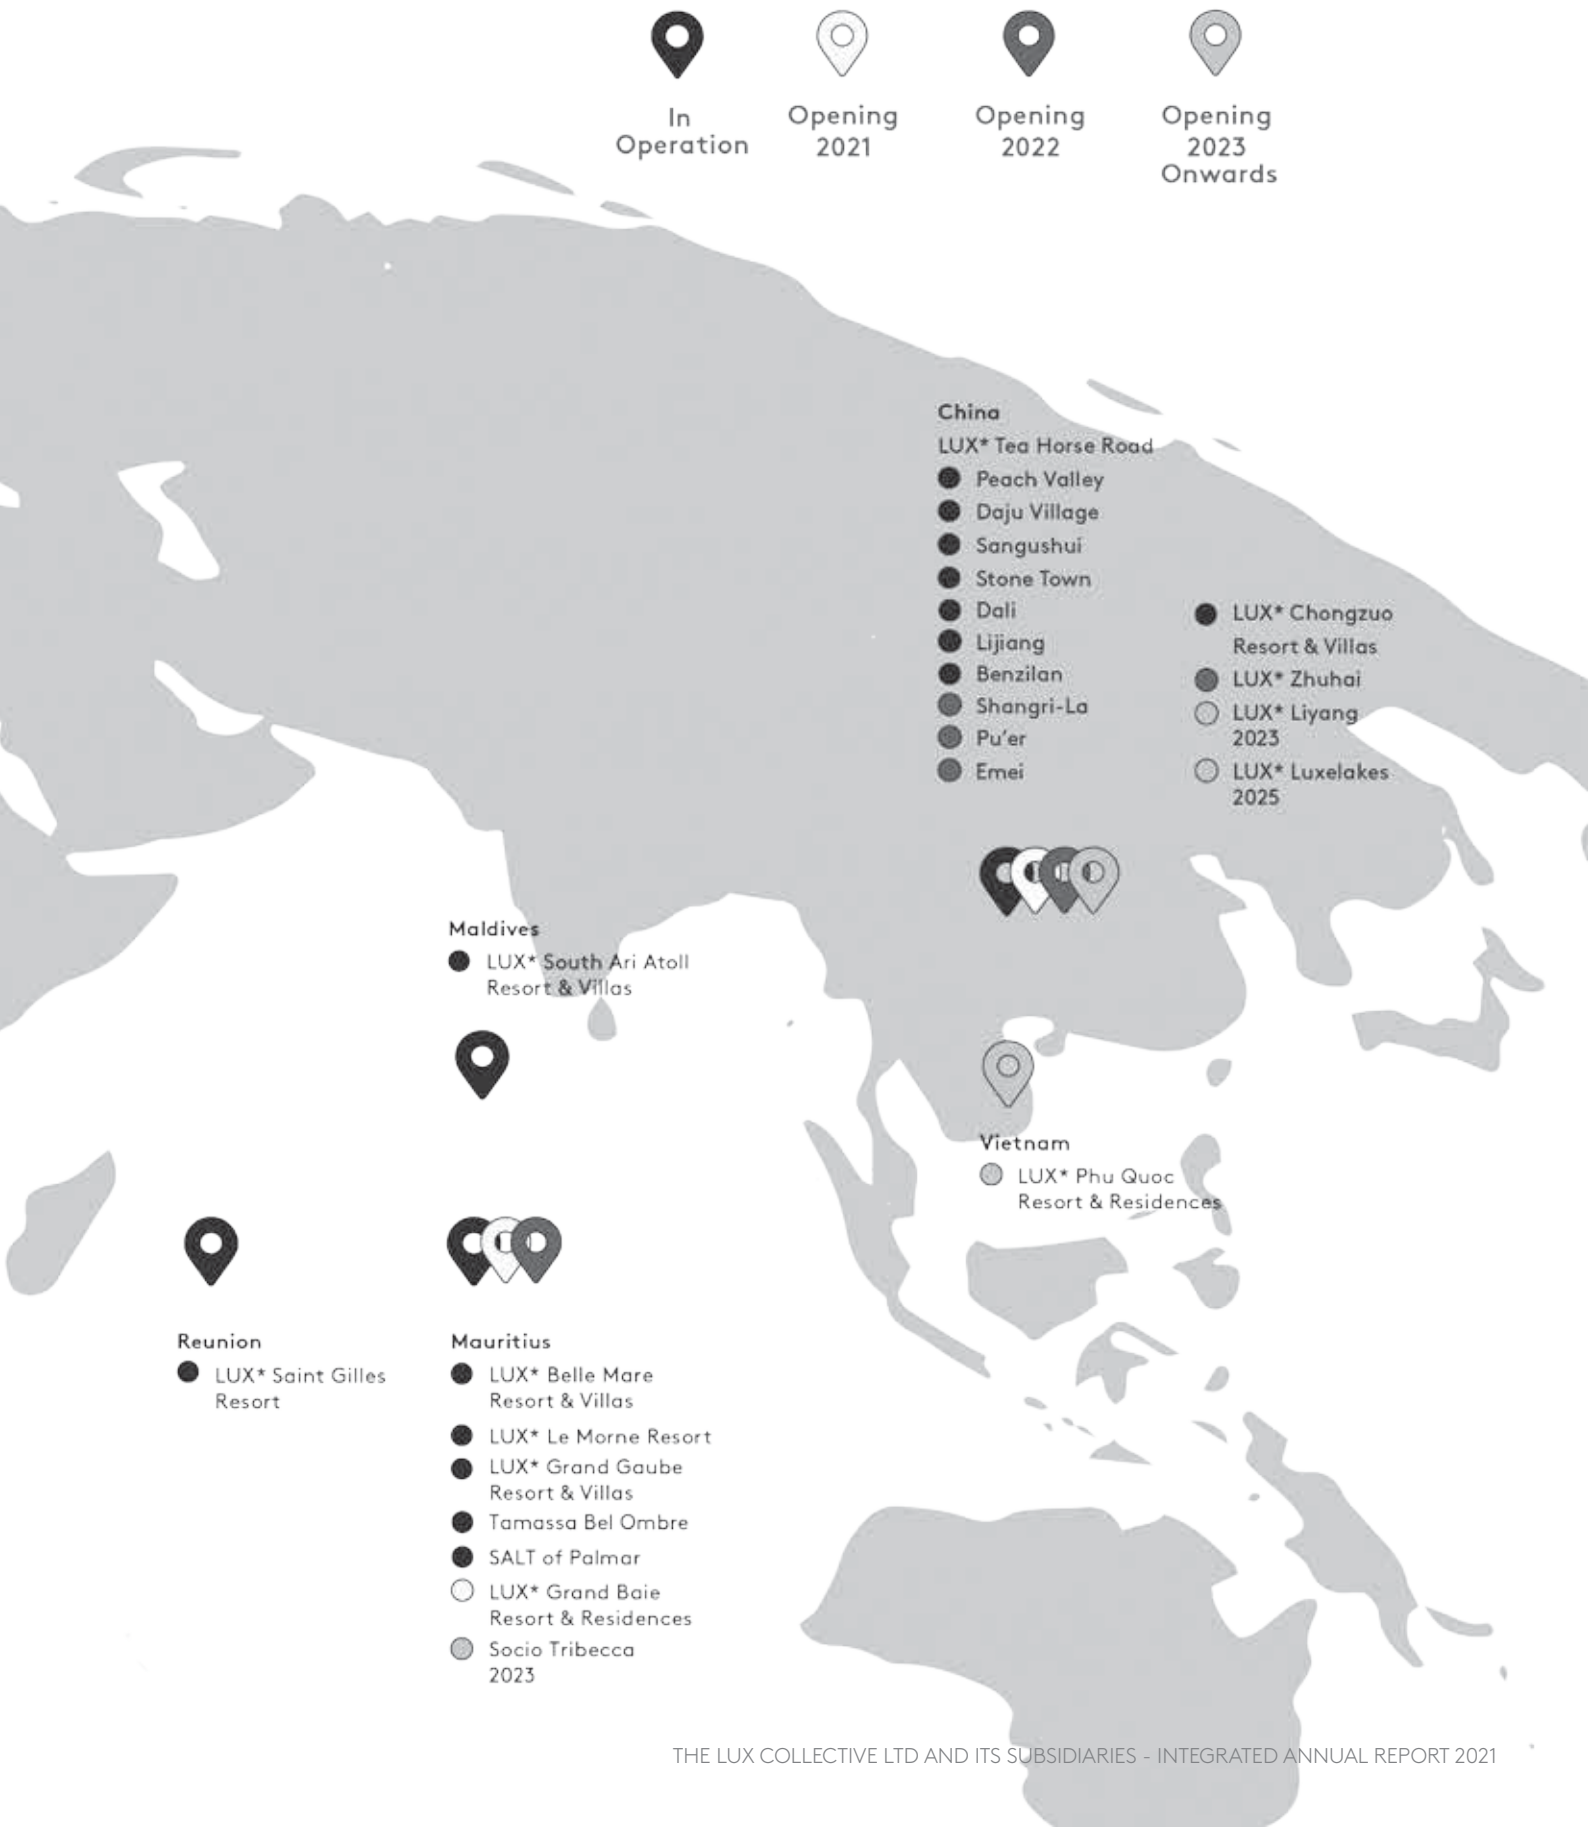 In
Operation
Opening
2021
Opening
2022
Opening
2023
Onwards
China
LUX* Tea Horse Road
Peach Valley
Daju Village
Sangushui
Stone Town
Dali
Lijiang
Benzilan
Shangri-La
Pu'er
Emei
LUX* Chongzuo
Resort & Villas
LUX* Zhuhai
LUX* Liyang
2023
LUX* Luxelakes
2025
Maldives
LUX* South Ari Atoll
Resort & Villas
Vietnam
LUX* Phu Quoc
Resort & Residences
Reunion
LUX* Saint Gilles
Resort
Mauritius
LUX* Belle Mare
Resort & Villas
LUX* Le Morne Resort
LUX* Grand Gaube
Resort & Villas
Tamassa Bel Ombre
SALT of Palmar
LUX* Grand Baie
Resort & Residences
Socio Tribecca
2023
THE LUX COLLECTIVE LTD AND ITS SUBSIDIARIES - INTEGRATED ANNUAL REPORT 2021